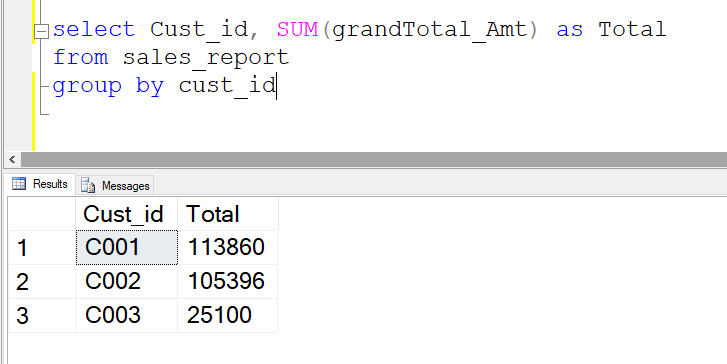 select Cust_id, SUM(grandTotal_Amt) as Total
from sales_report
group by cust_id
Results Messages
Cust_id Total
1 C001 113860
2 C002 105396
3 C003 25100